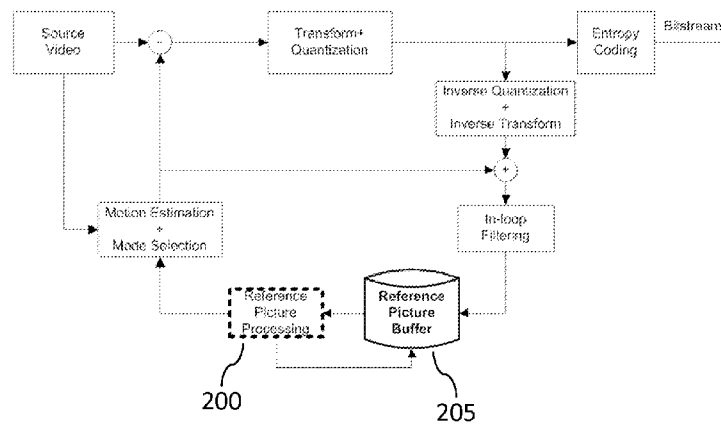 Source
Video
-
Transform+
Quantization
Entropy
Coding
Bitstream
Inverse Quantization
+
Inverse Transform
+
Motion Estimation
+
Mode Selection
In-loop
Filtering
Reference
Picture
Processing
Reference
Picture
Buffer
200
205